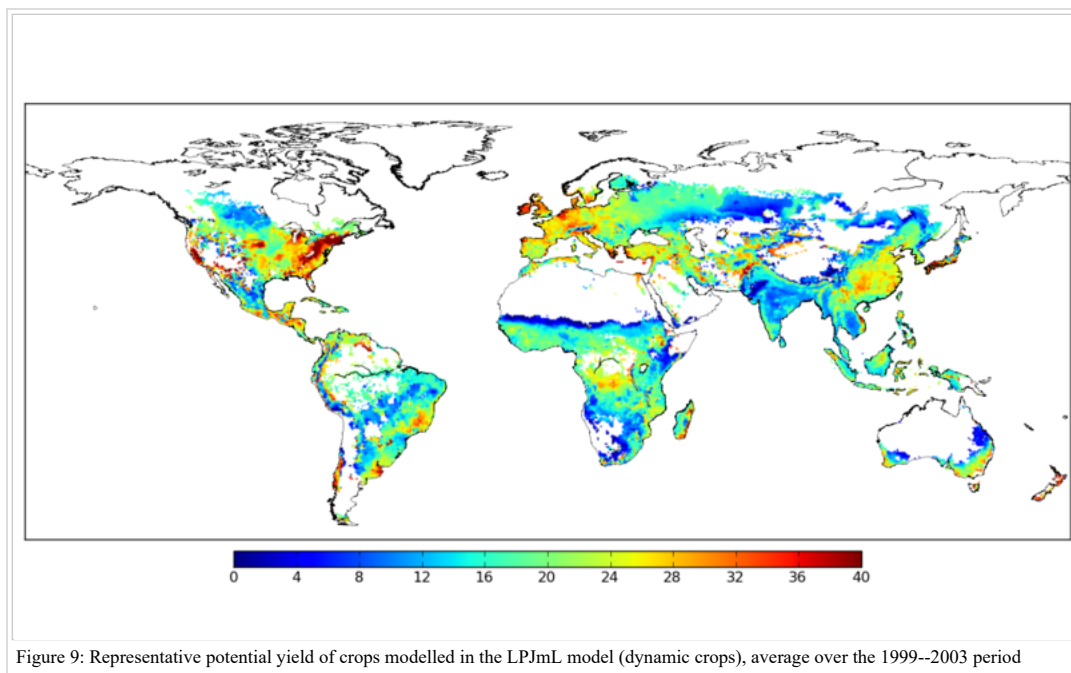 0 4 8 12 16 20 24 28 32 36 40
Figure 9: Representative potential yield of crops modelled in the LPJmL model (dynamic crops), average over the 1999--2003 period